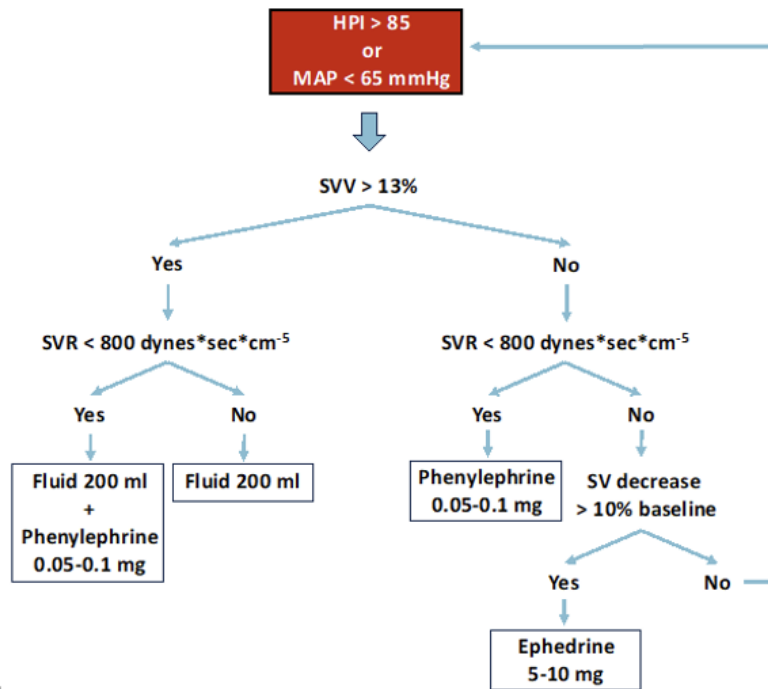 HPI > 85
or
MAP < 65 mmHg
SVV > 13%
Yes
No
SVR < 800 dynes*sec*cm⁻⁵
SVR < 800 dynes*sec*cm⁻⁵
Yes
No
Yes
No
Fluid 200 ml
+
Phenylephrine
0.05-0.1 mg
Fluid 200 ml
Phenylephrine
0.05-0.1 mg
SV decrease
> 10% baseline
Yes
No
Ephedrine
5-10 mg